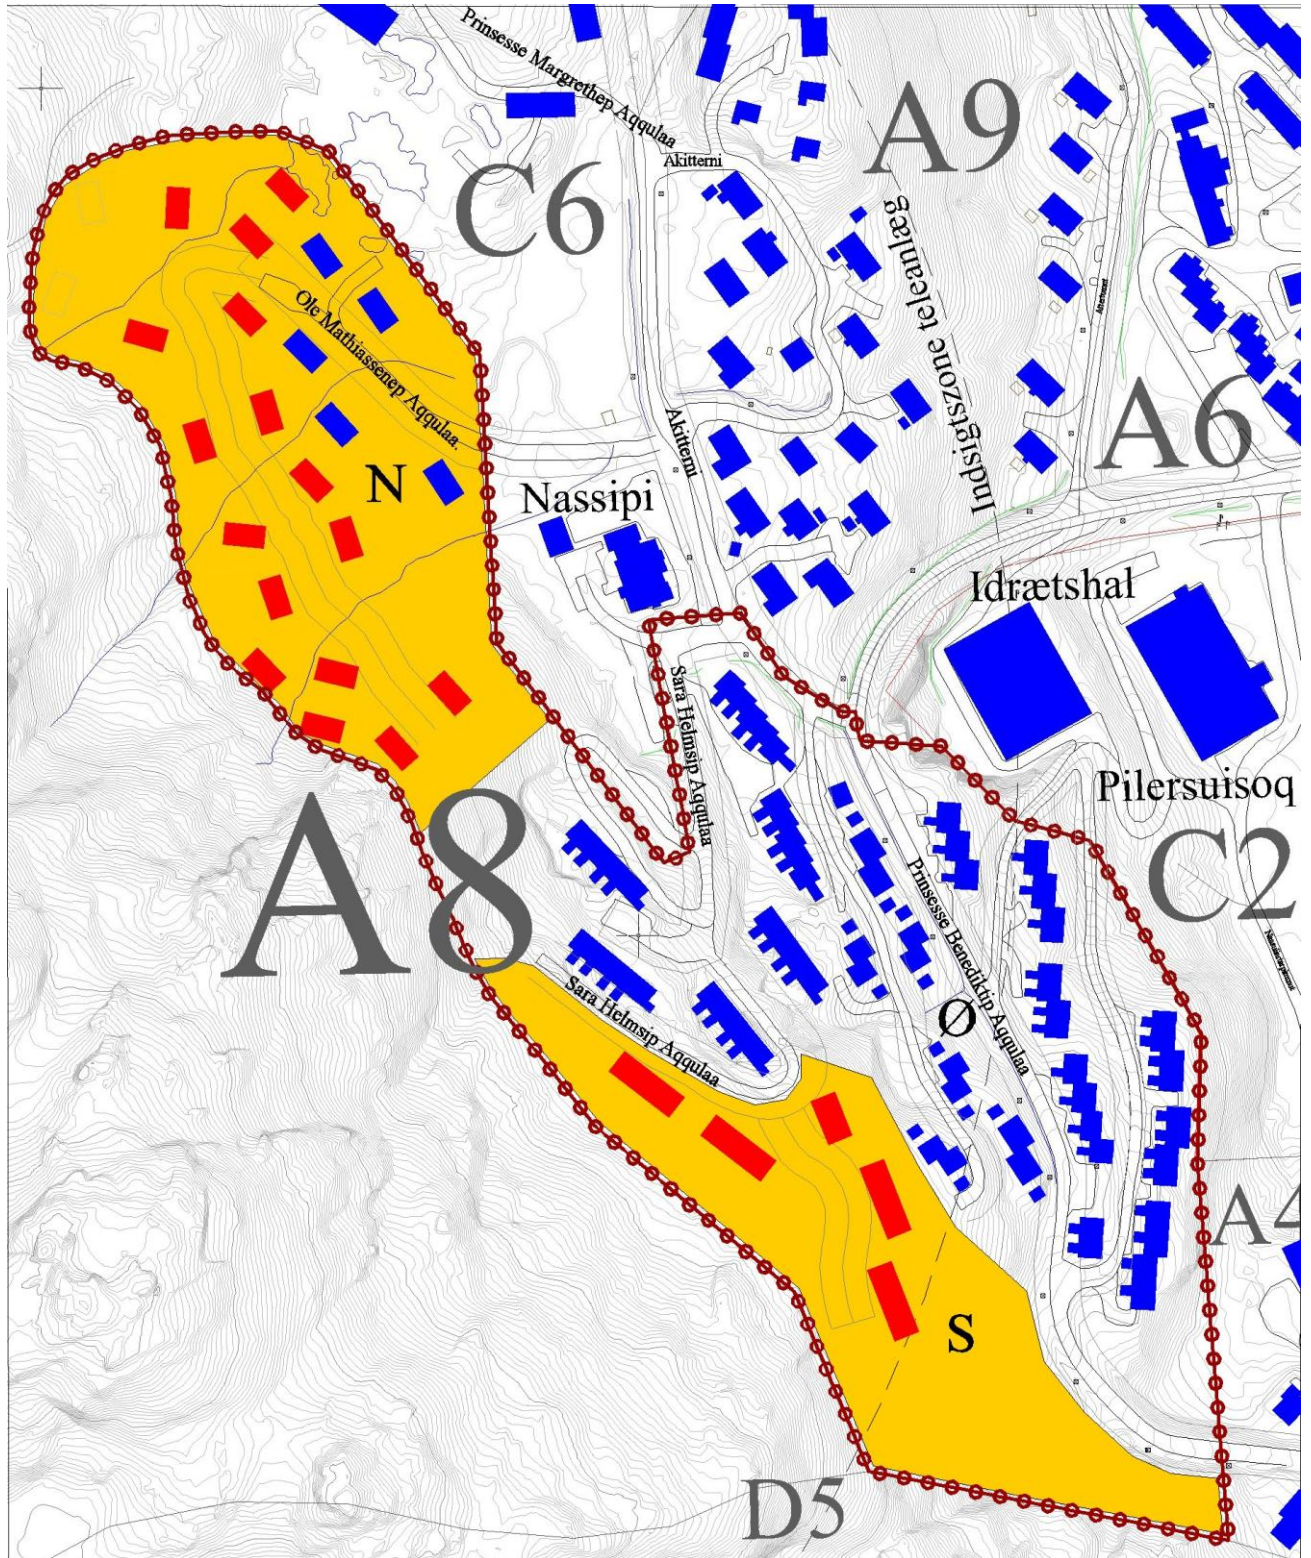 Prinsesse Margrethep Aqqulaa
A9
Akitterni
C6
Indsigtszone teleanlæg
Ole Mathiassenep Aqqulaa.
A6
Akitterni
N
Nassipi
Idrætshal
Sara Helmsip Aqqulaa
Pilersuisoq
A8
C2
Prinsesse Benediktip Aqqulaa
Sara Helmsip Aqqulaa
Ø
A4
S
D5